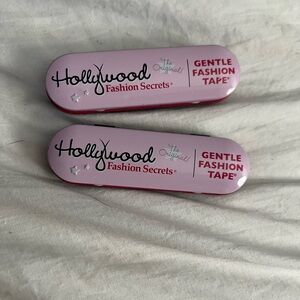 Hollywood
Fashion Secrets®
The
Original!
GENTLE
FASHION
TAPE®
Hollywood
Fashion Secrets®
The
Original!
GENTLE
FASHION
TAPE®